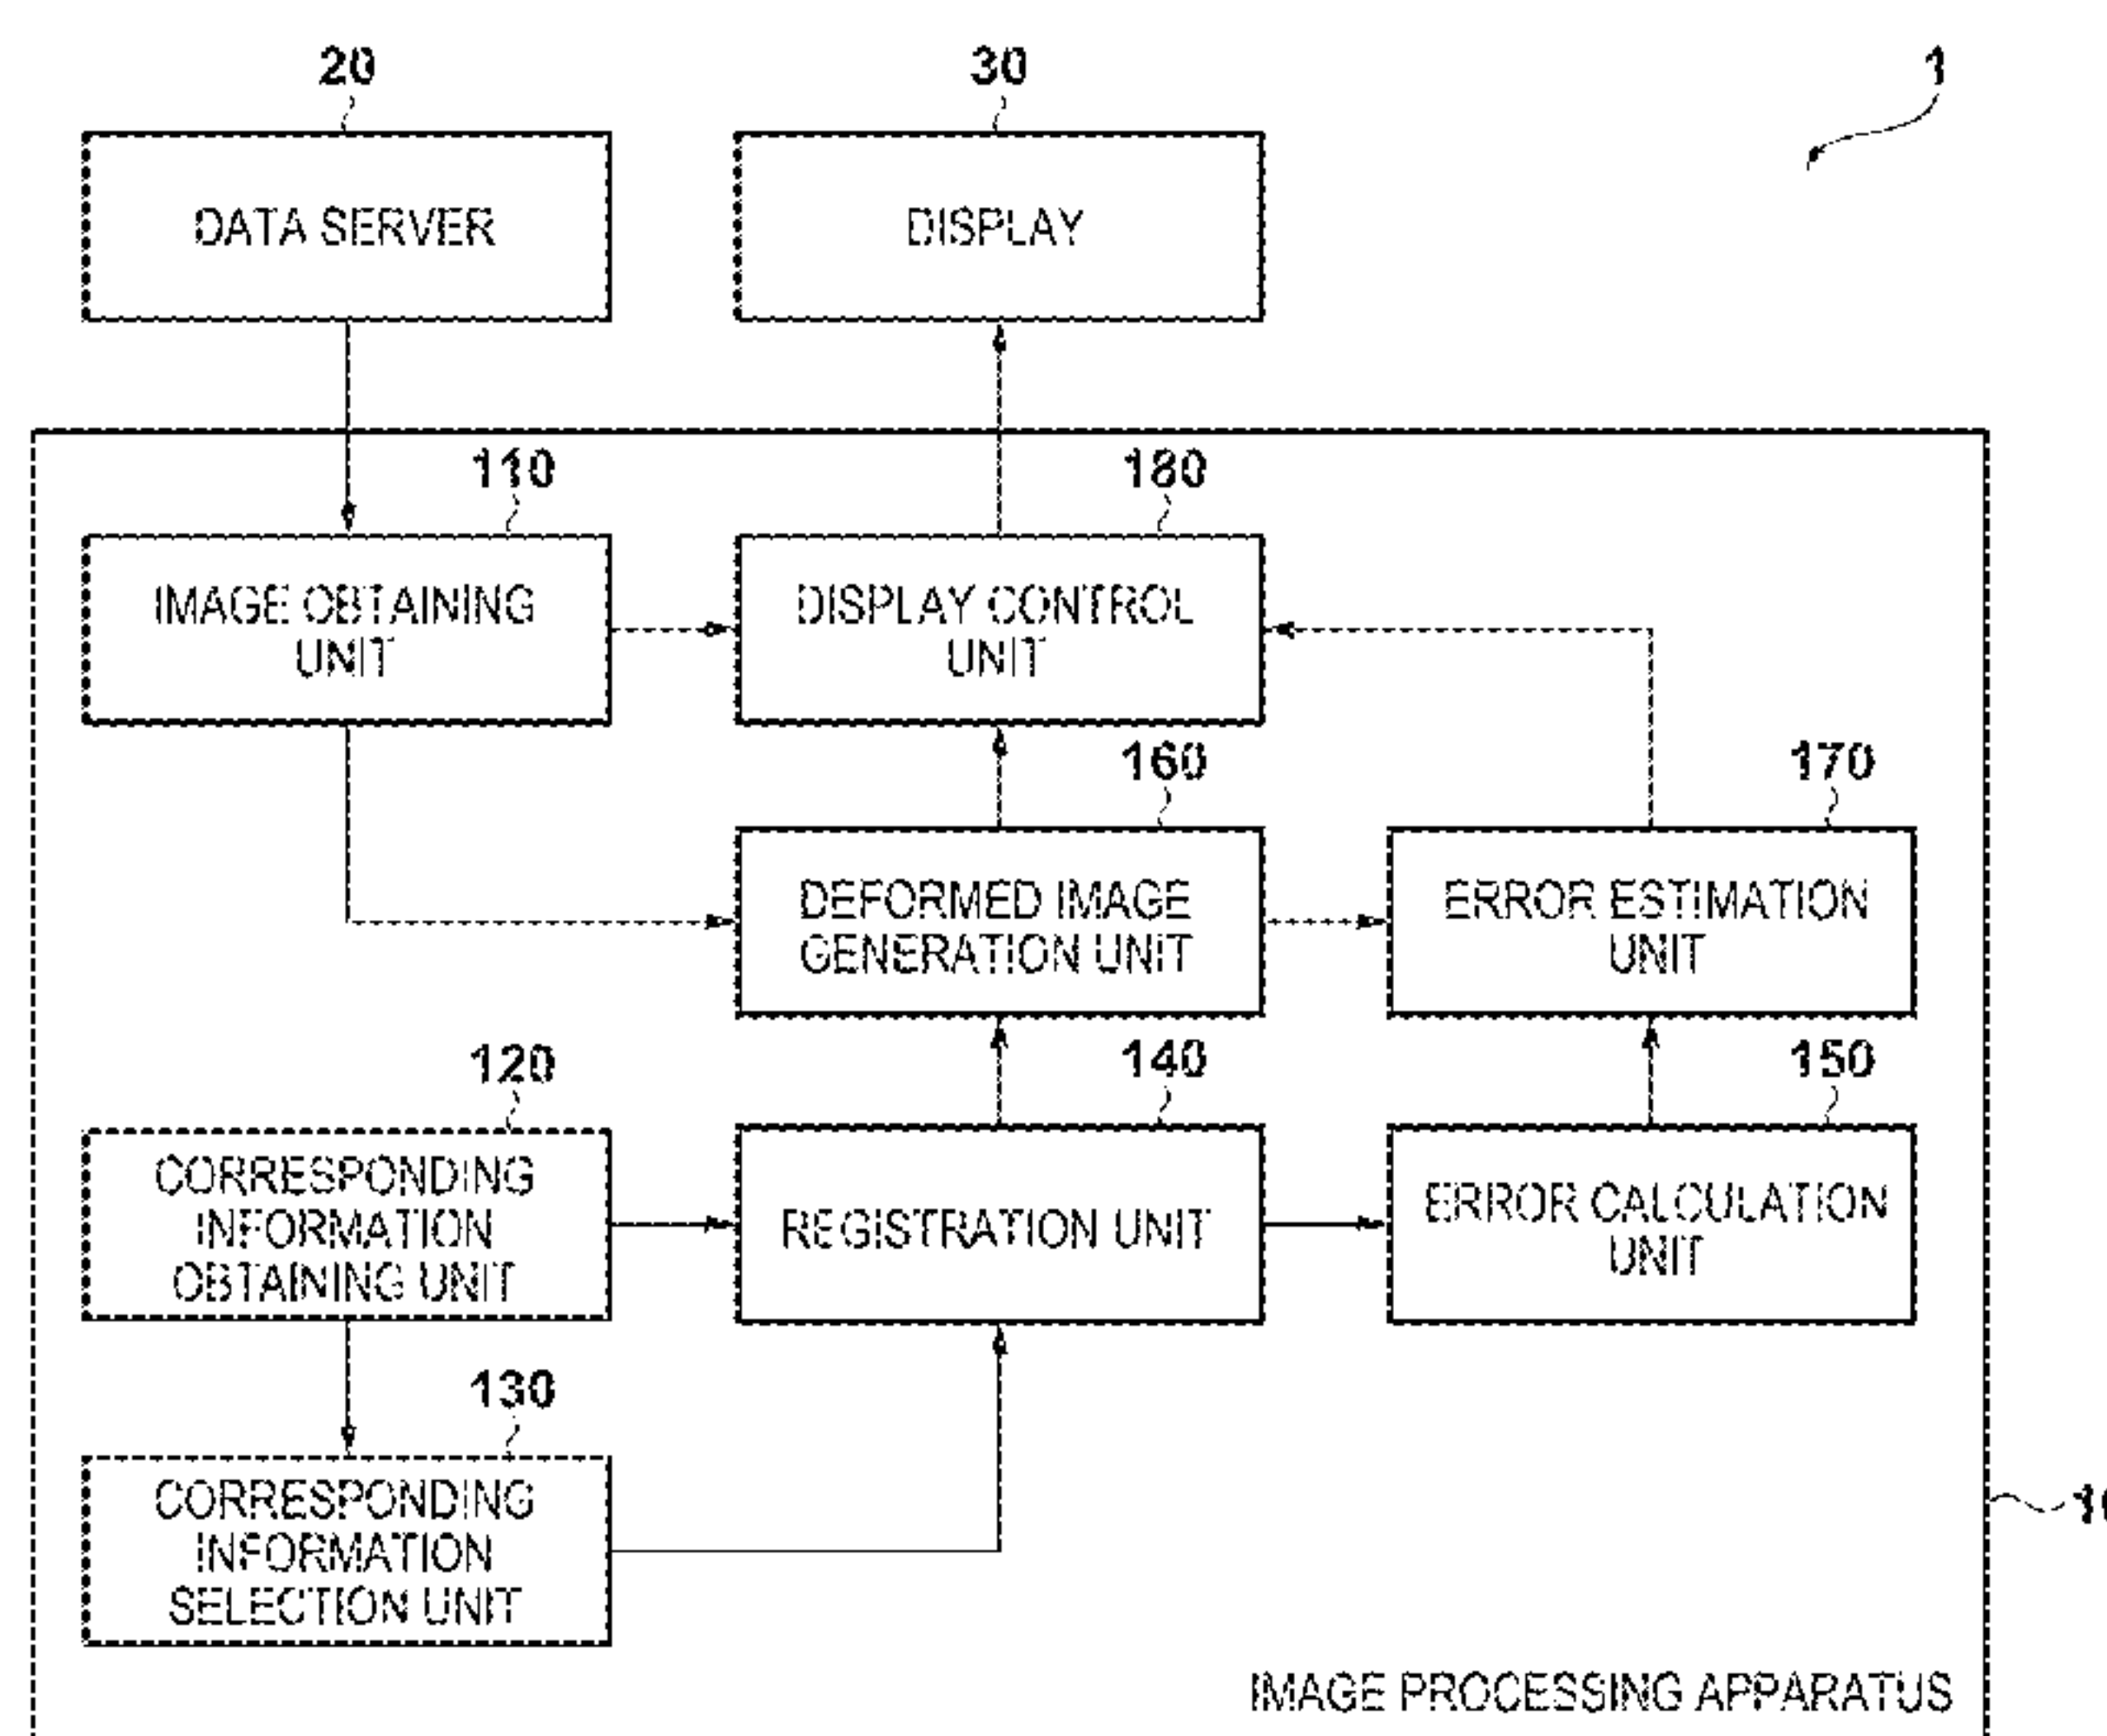 20
30
1
DATA SERVER
DISPLAY
110
180
IMAGE OBTAINING
UNIT
DISPLAY CONTROL
UNIT
160
170
DEFORMED IMAGE
GENERATION UNIT
ERROR ESTIMATION
UNIT
120
140
150
CORRESPONDING
INFORMATION
OBTAINING UNIT
REGISTRATION UNIT
ERROR CALCULATION
UNIT
130
CORRESPONDING
INFORMATION
SELECTION UNIT
IMAGE PROCESSING APPARATUS